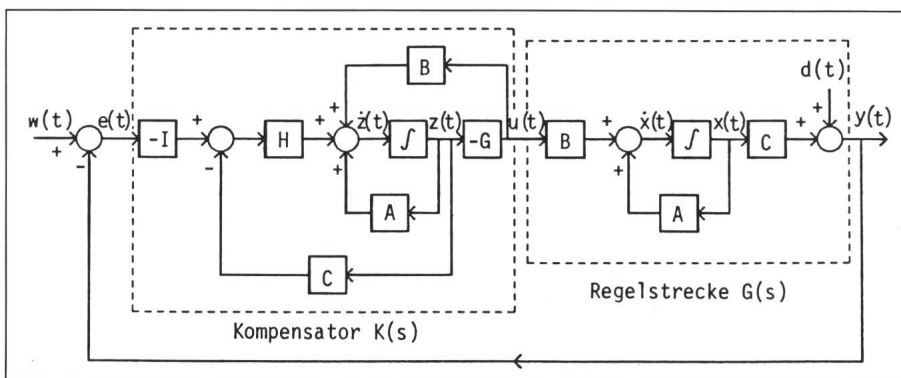 B
d(t)
w(t) e(t) -I H ż(t) ∫ z(t) -G u(t) B ẋ(t) ∫ x(t) C y(t)
A A
C
Regelstrecke G(s)
Kompensator K(s)